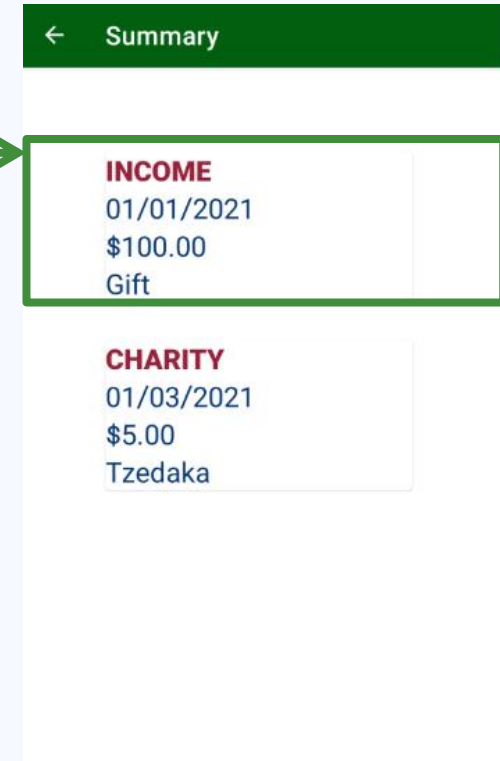 Summary
INCOME
01/01/2021
$100.00
Gift
CHARITY
01/03/2021
$5.00
Tzedaka